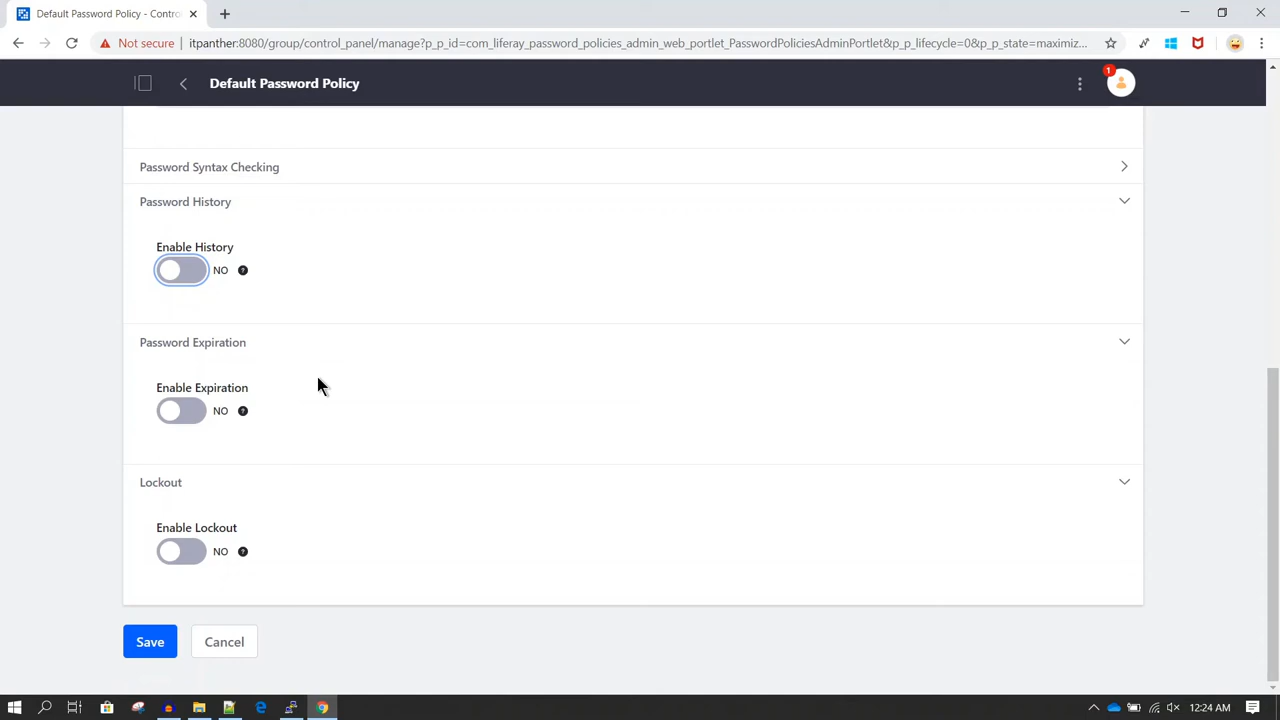 Default Password Policy - Contro
Not secure
itpanther:8080/group/control_panel/manage?p_p_id=com_liferay_password_policies_admin_web_portlet_PasswordPoliciesAdminPortlet&p_p_lifecycle=0&p_p_state=maximiz...
Default Password Policy
1
Password Syntax Checking
Password History
Enable History
NO
Password Expiration
Enable Expiration
NO
Lockout
Enable Lockout
NO
Save
Cancel
12:24 AM